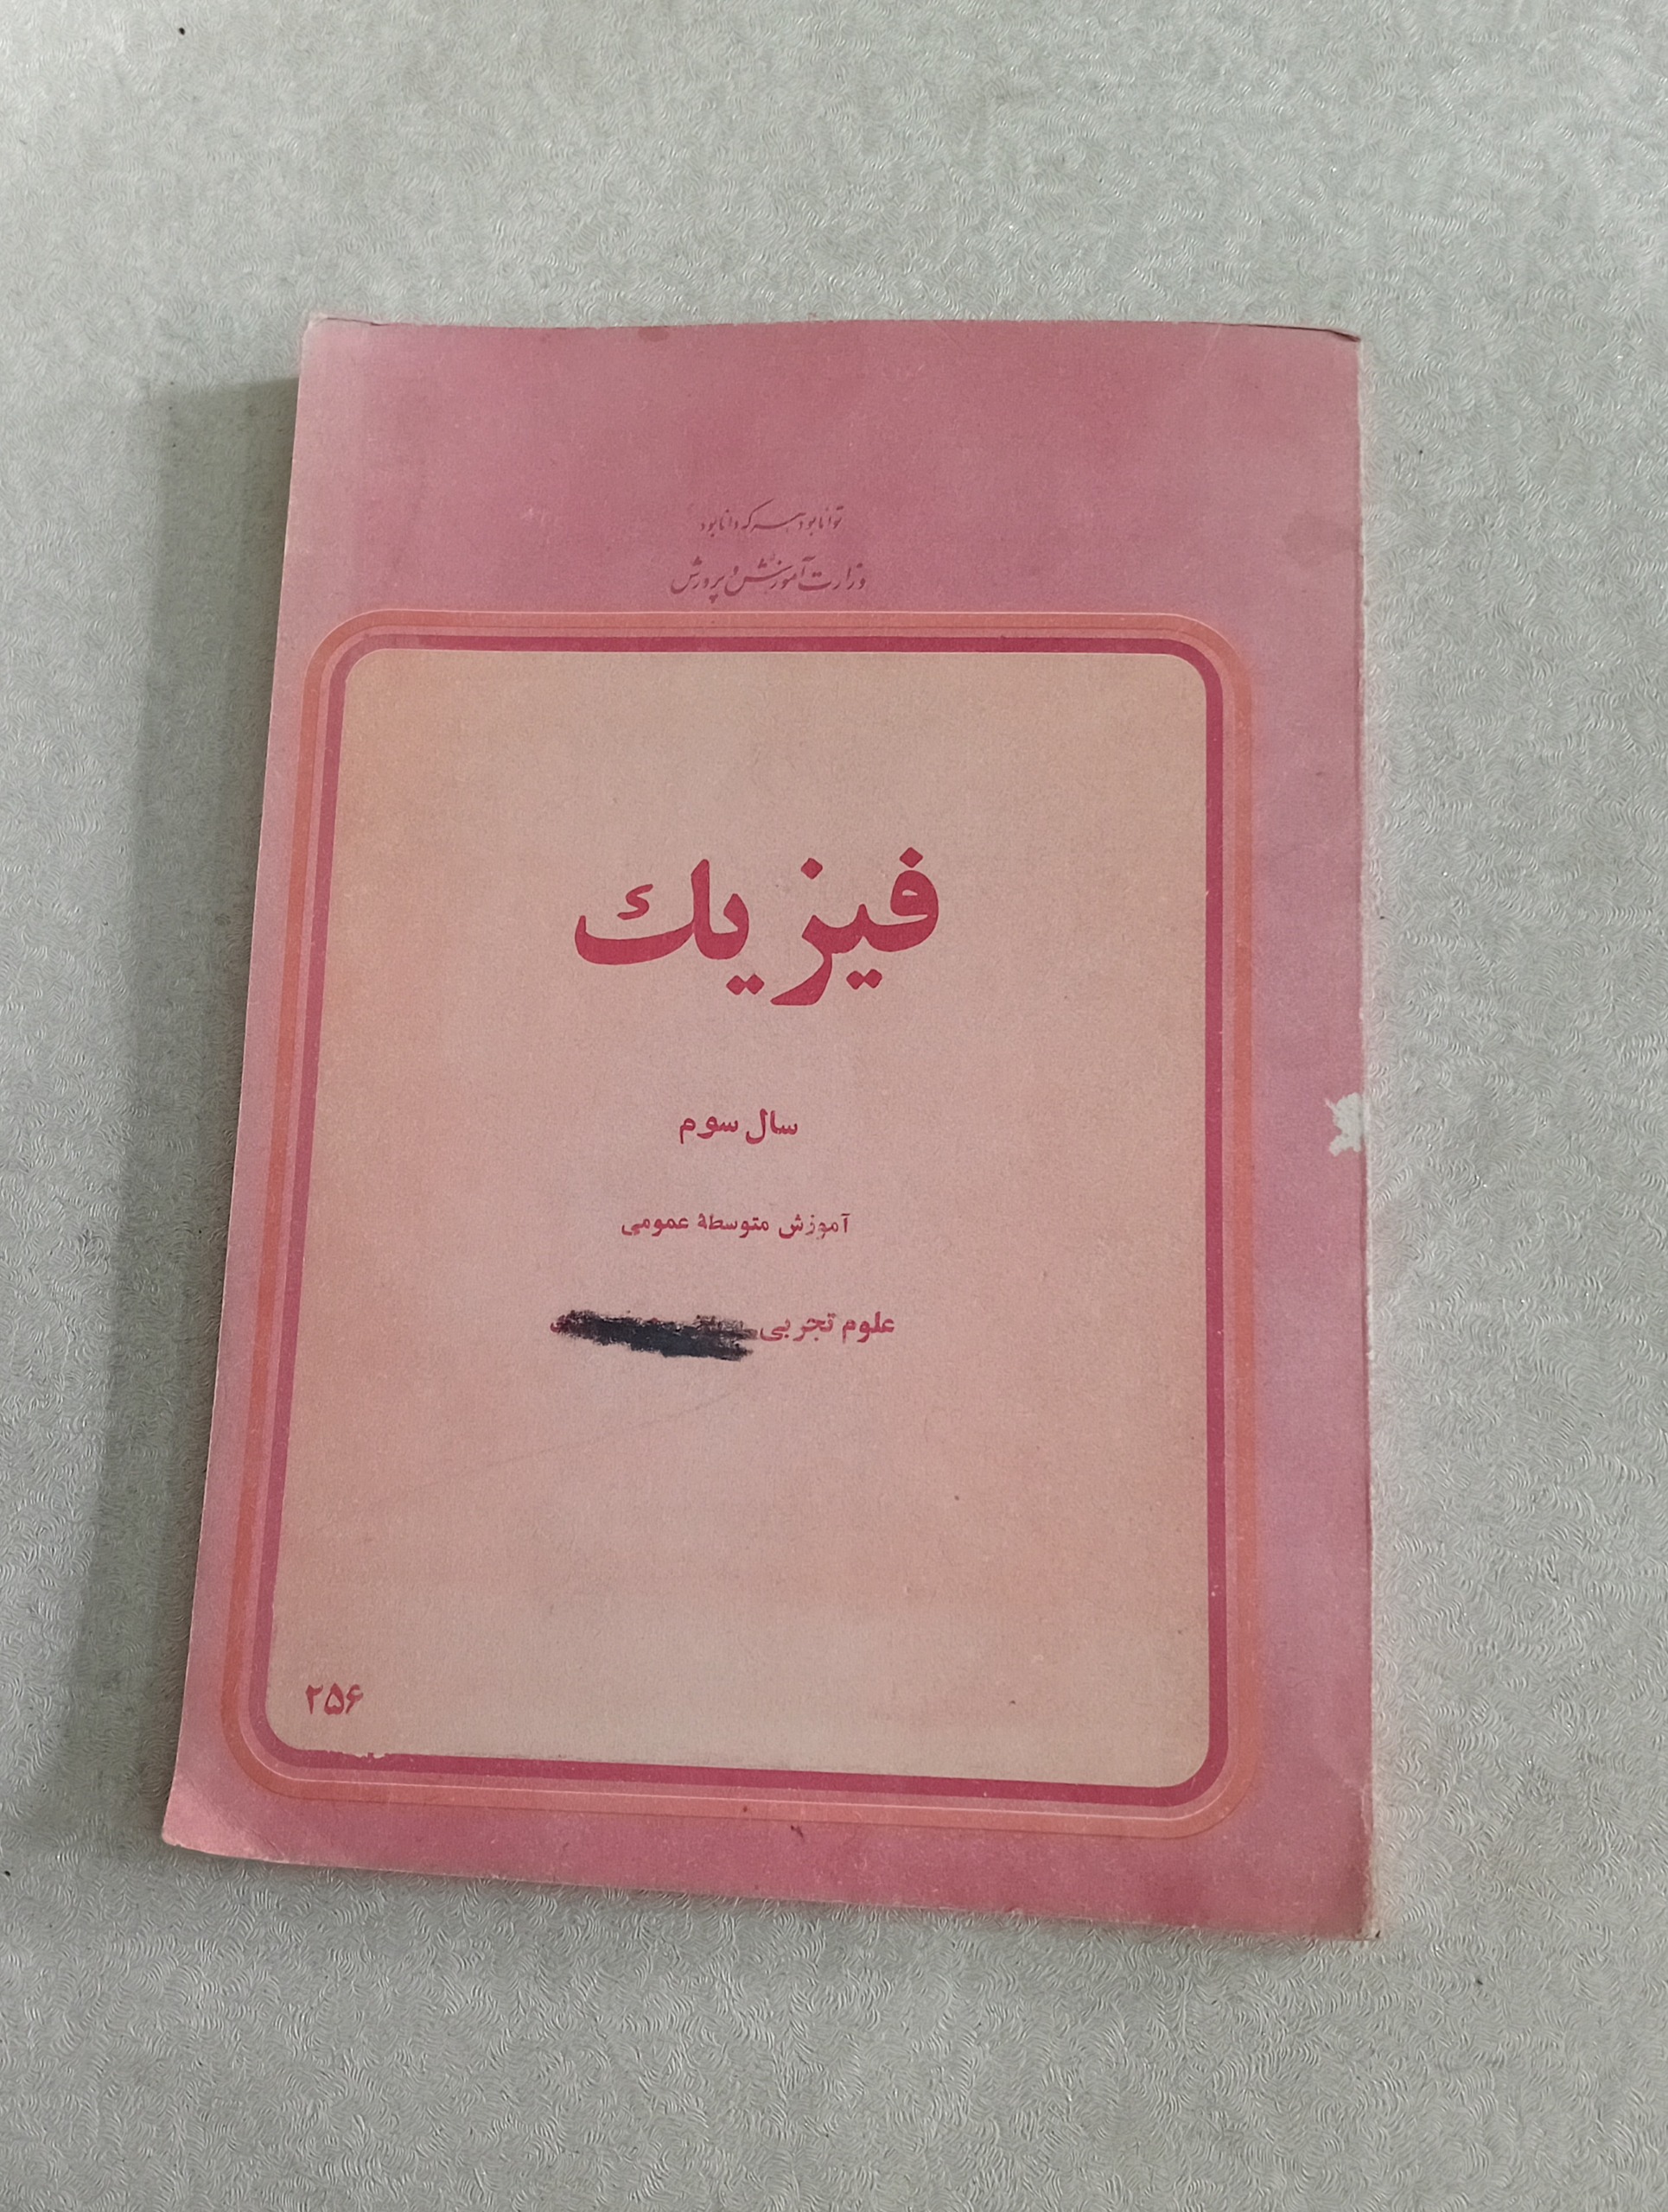 توانا بود هر که دانا بود
وزارت آموزش و پرورش
فیزیك
سال سوم
آموزش متوسطهٔ عمومی
علوم تجربی
۲۵۶